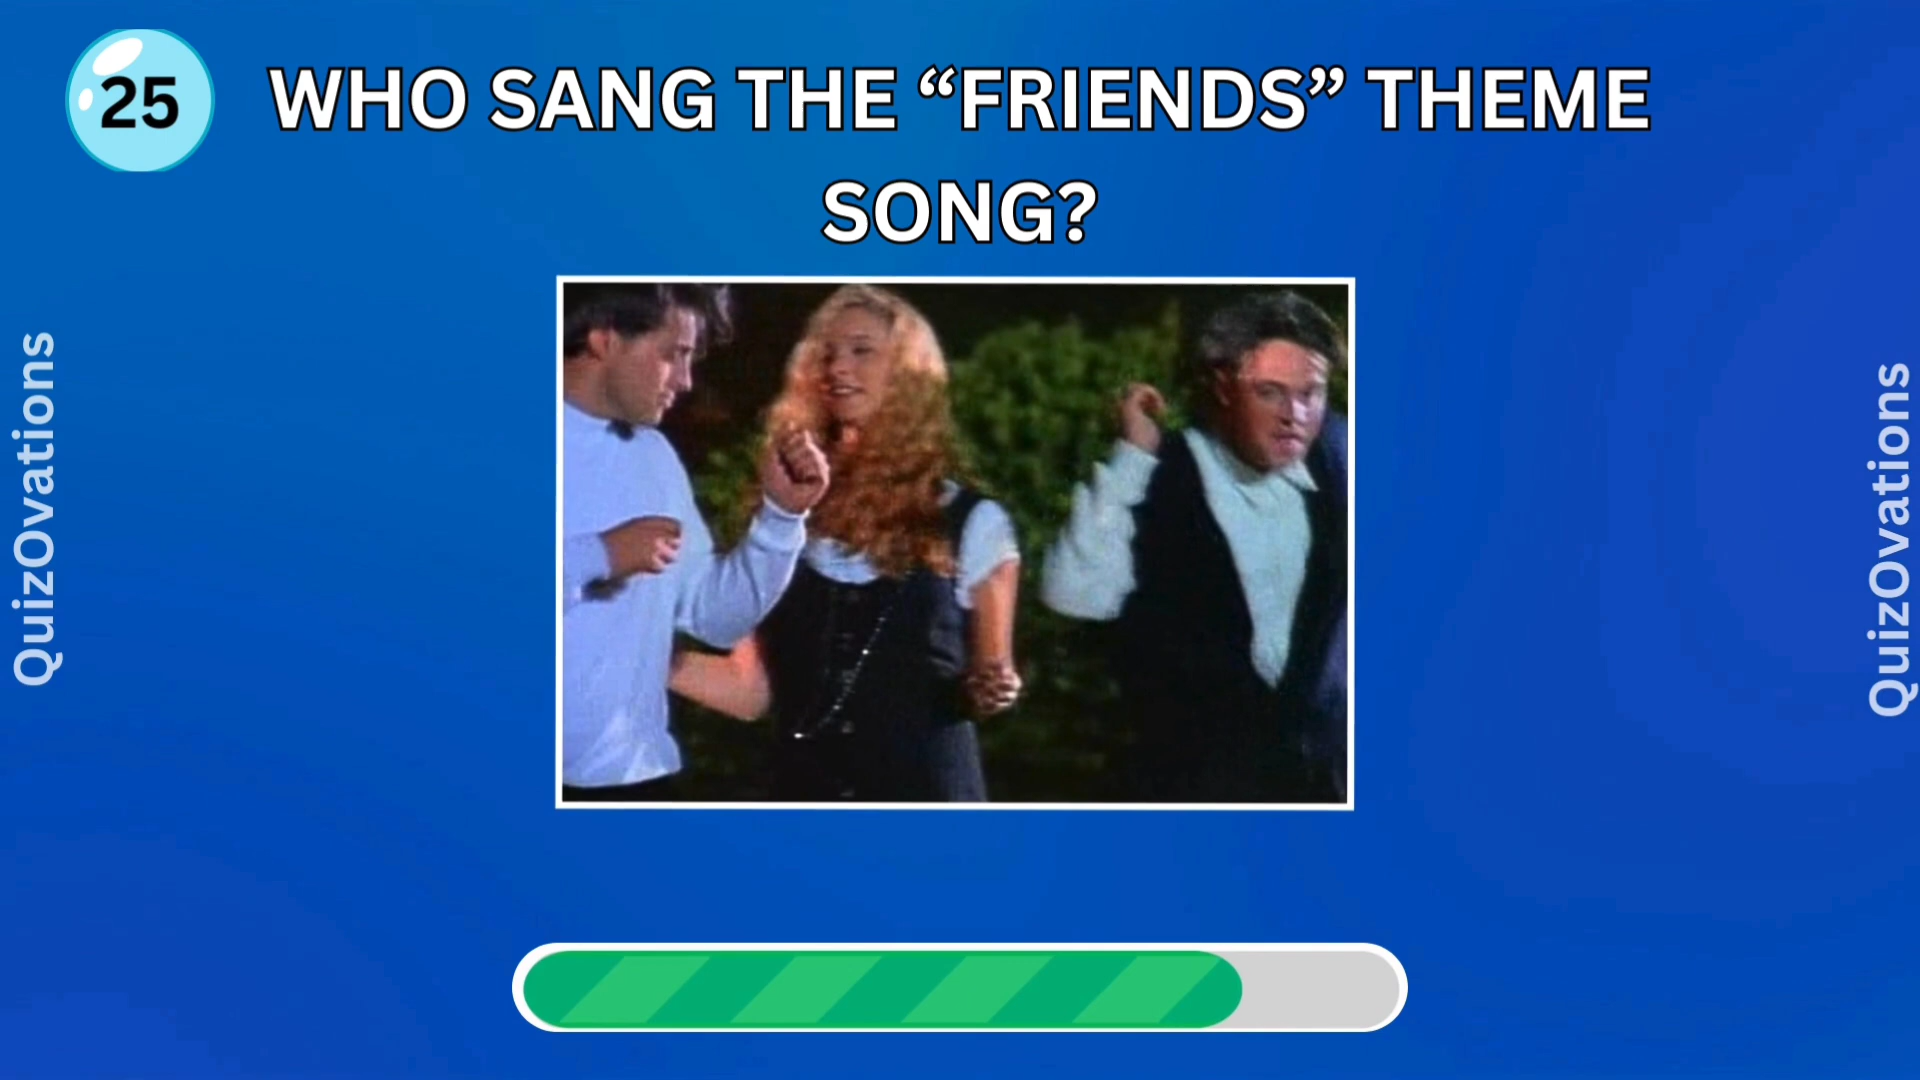 25
WHO SANG THE “FRIENDS” THEME
SONG?
QuizOvations
QuizOvations